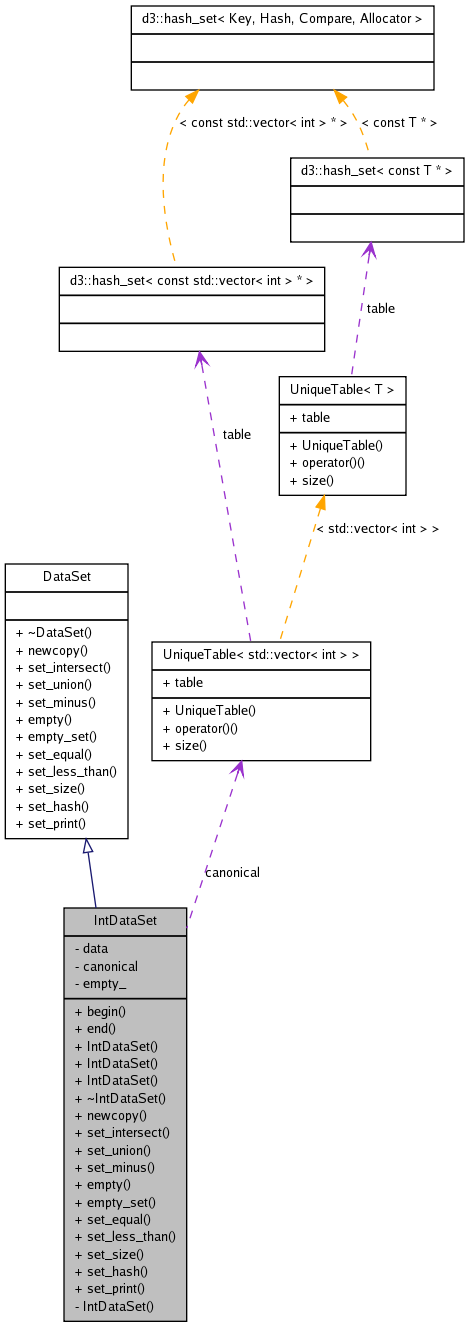 d3::hash_set< Key, Hash, Compare, Allocator >
< const std::vector< int > * >
< const T * >
d3::hash_set< const T * >
d3::hash_set< const std::vector< int > * >
table
UniqueTable< T >
+ table
+ UniqueTable()
+ operator()()
+ size()
table
< std::vector< int > >
DataSet
+ ~DataSet()
+ newcopy()
+ set_intersect()
+ set_union()
+ set_minus()
+ empty()
+ empty_set()
+ set_equal()
+ set_less_than()
+ set_size()
+ set_hash()
+ set_print()
UniqueTable< std::vector< int > >
+ table
+ UniqueTable()
+ operator()()
+ size()
canonical
IntDataSet
- data
- canonical
- empty_
+ begin()
+ end()
+ IntDataSet()
+ IntDataSet()
+ IntDataSet()
+ ~IntDataSet()
+ newcopy()
+ set_intersect()
+ set_union()
+ set_minus()
+ empty()
+ empty_set()
+ set_equal()
+ set_less_than()
+ set_size()
+ set_hash()
+ set_print()
- IntDataSet()